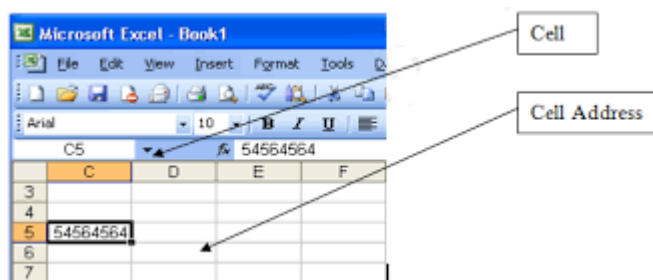 Microsoft Excel - Book1
Cell
File Edit View Insert Format Tools D
Cell Address
Arial 10 B I U
C5 fx 54564564
C D E F
3
4
5 54564564
6
7